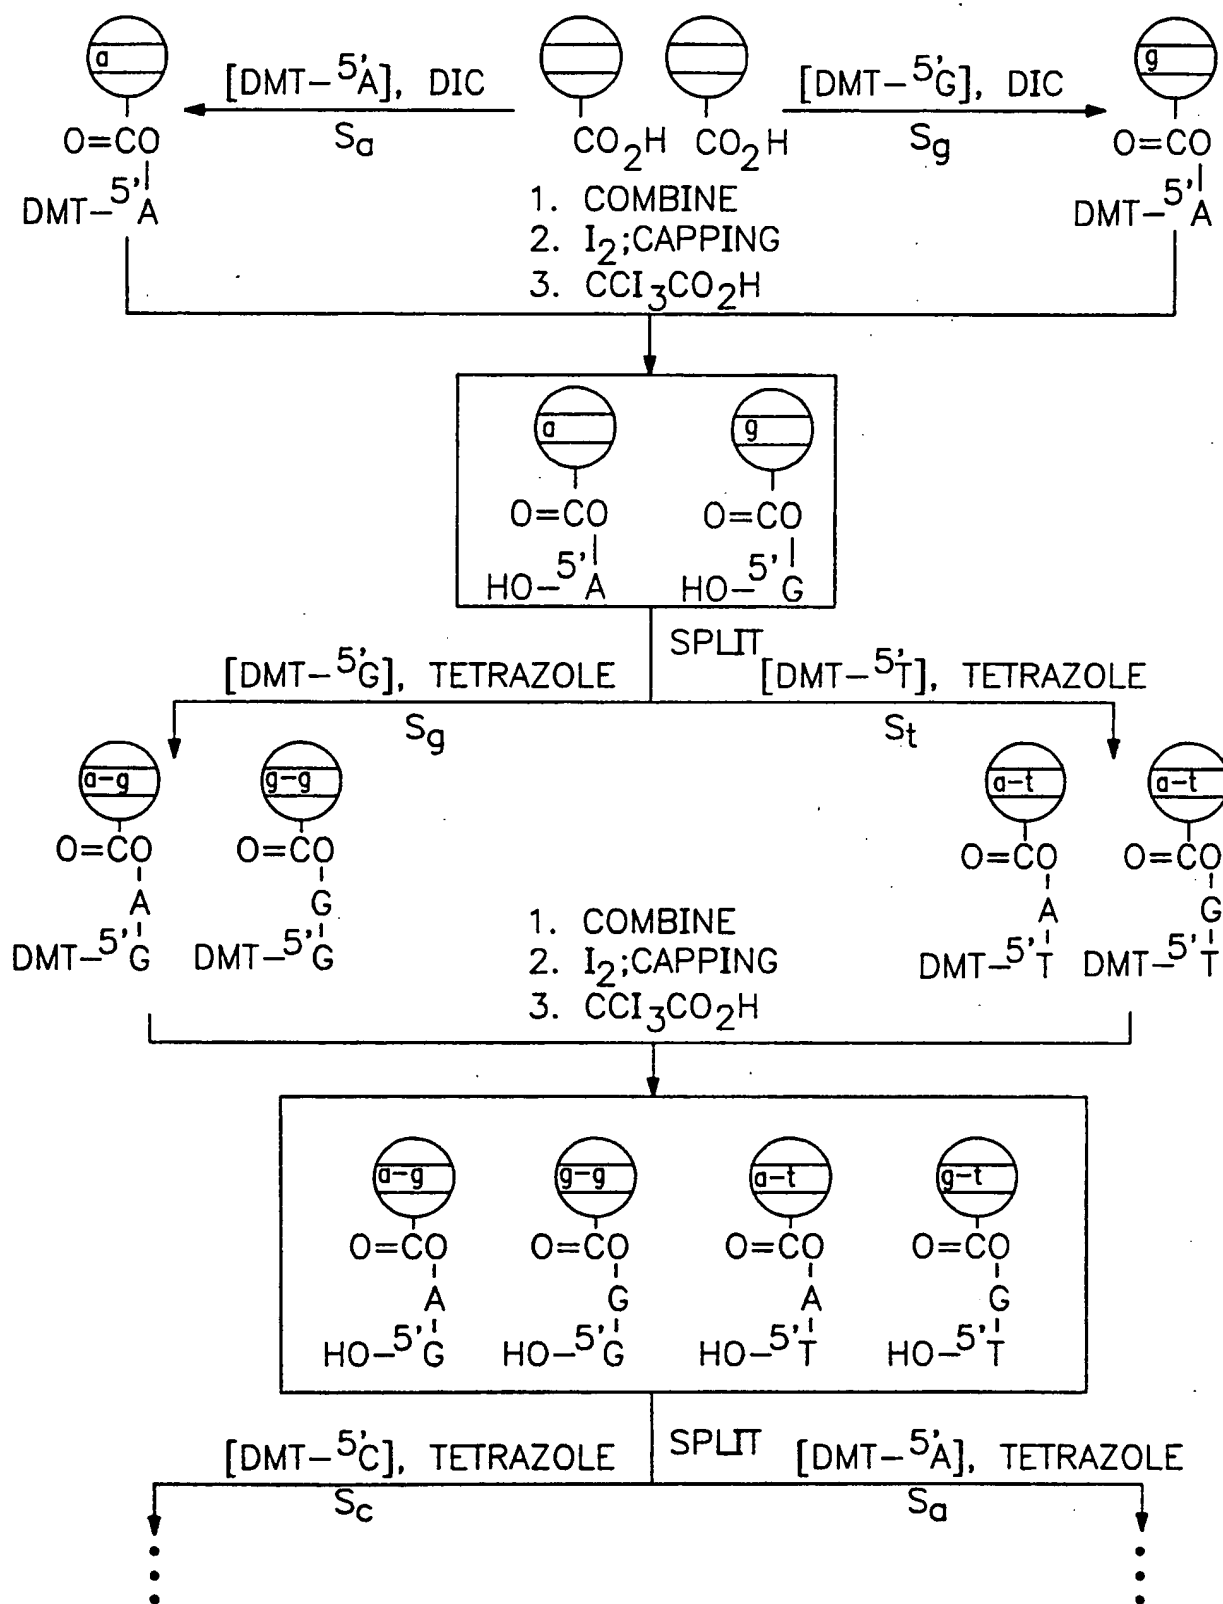 a
g
[DMT-5'A], DIC
[DMT-5'G], DIC
Sa
Sg
O=CO
CO2H CO2H
O=CO
DMT-5'A
DMT-5'A
1. COMBINE
2. I2;CAPPING
3. CCI3CO2H
a
g
O=CO
O=CO
HO-5'A
HO-5'G
SPLIT
[DMT-5'G], TETRAZOLE
[DMT-5'T], TETRAZOLE
Sg
St
a-g
g-g
a-t
a-t
O=CO
O=CO
O=CO
O=CO
A
G
A
G
DMT-5'G
DMT-5'G
DMT-5'T
DMT-5'T
1. COMBINE
2. I2;CAPPING
3. CCI3CO2H
a-g
g-g
a-t
g-t
O=CO
O=CO
O=CO
O=CO
A
G
A
G
HO-5'G
HO-5'G
HO-5'T
HO-5'T
SPLIT
[DMT-5'C], TETRAZOLE
[DMT-5'A], TETRAZOLE
Sc
Sa